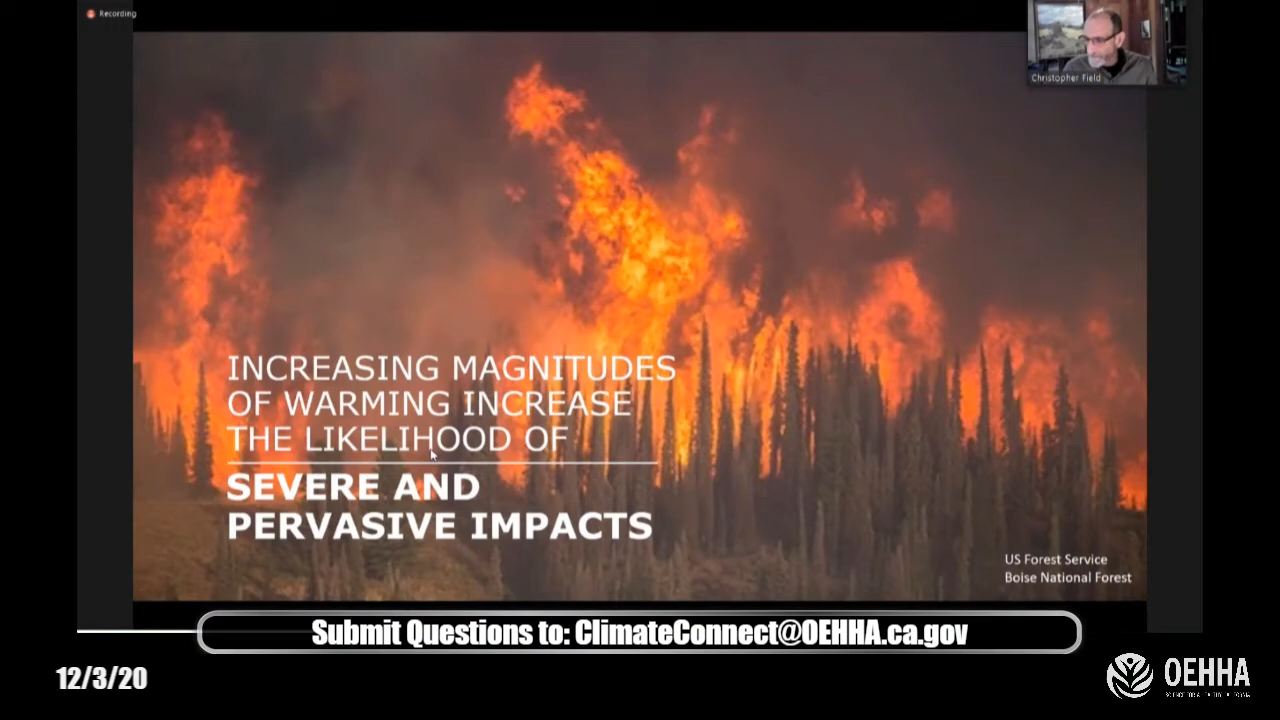 Recording
Christopher Field
INCREASING MAGNITUDES
OF WARMING INCREASE
THE LIKELIHOOD OF
SEVERE AND
PERVASIVE IMPACTS
US Forest Service
Boise National Forest
Submit Questions to: ClimateConnect@OEHHA.ca.gov
12/3/20
OEHHA